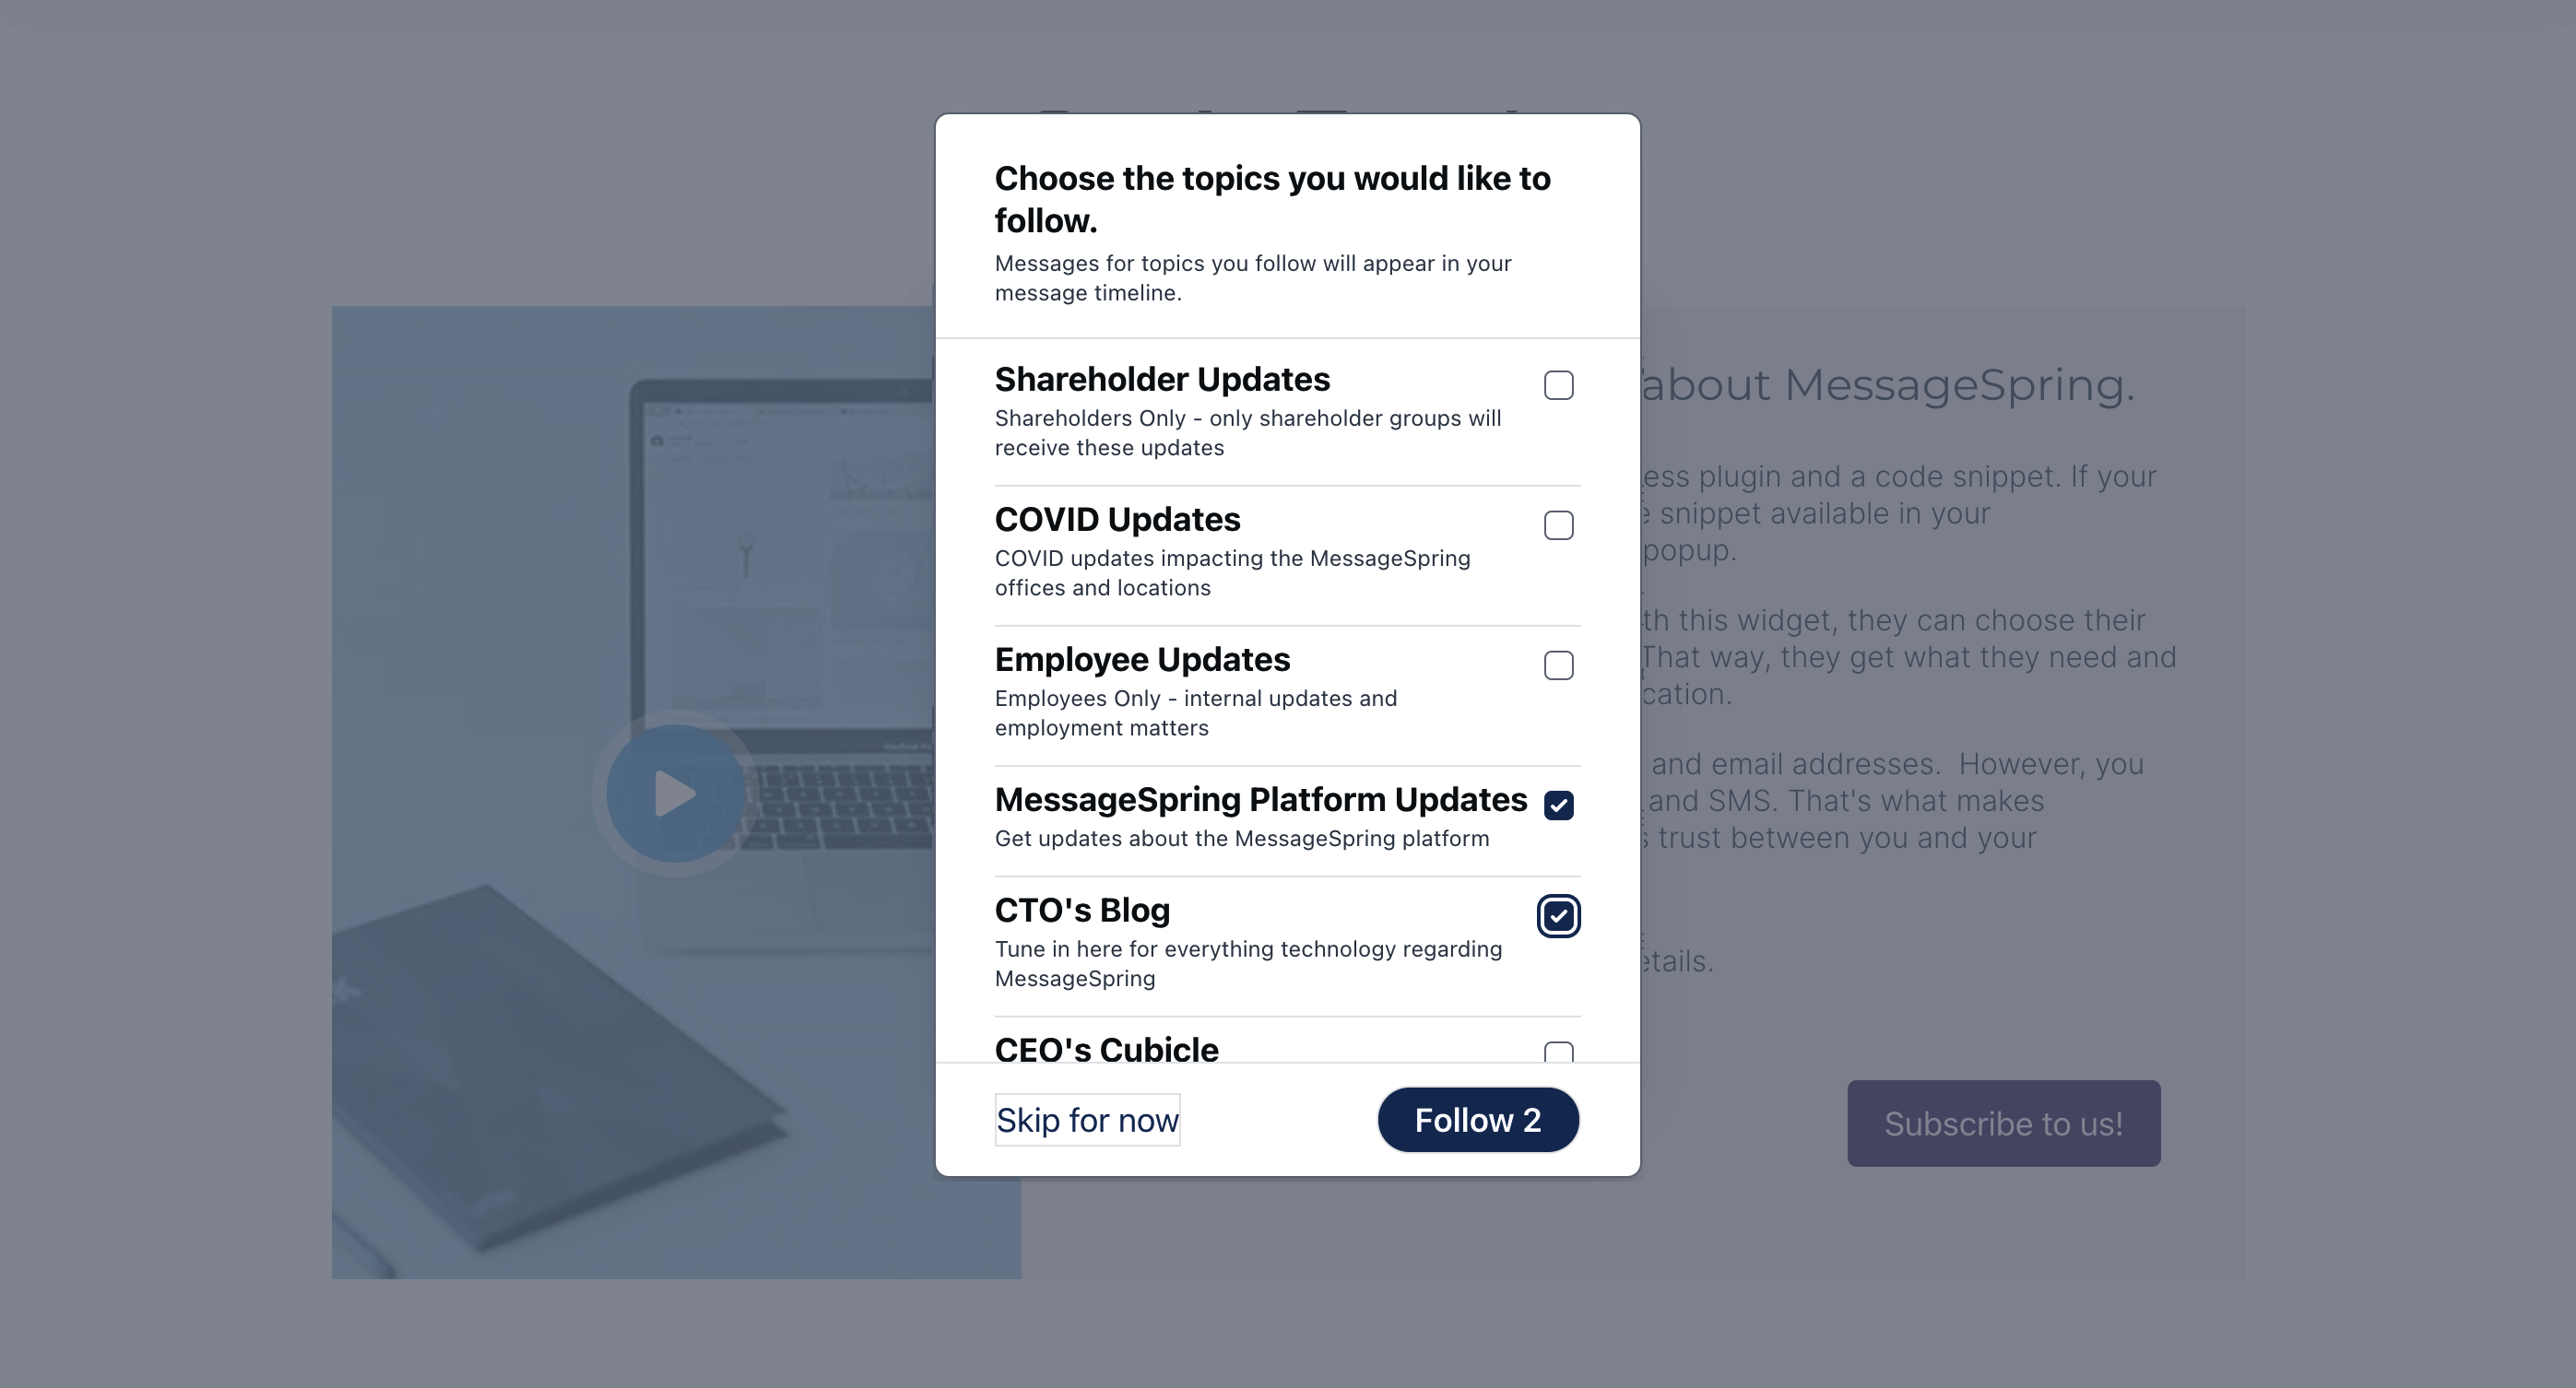 Choose the topics you would like to
follow.
Messages for topics you follow will appear in your
message timeline.
Shareholder Updates
Shareholders Only - only shareholder groups will
receive these updates
COVID Updates
COVID updates impacting the MessageSpring
offices and locations
Employee Updates
Employees Only - internal updates and
employment matters
MessageSpring Platform Updates
Get updates about the MessageSpring platform
CTO's Blog
Tune in here for everything technology regarding
MessageSpring
CEO's Cubicle
Skip for now
Follow 2
about MessageSpring.
plugin and a code snippet. If your
snippet available in your
popup.
this widget, they can choose their
That way, they get what they need and
and email addresses. However, you
and SMS. That's what makes
trust between you and your
Subscribe to us!